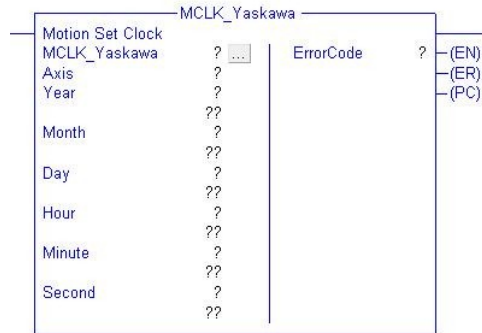 MCLK_Yaskawa
Motion Set Clock
MCLK_Yaskawa ? ... ErrorCode ? (EN)
Axis ? (ER)
Year ? (PC)
??
Month ?
??
Day ?
??
Hour ?
??
Minute ?
??
Second ?
??